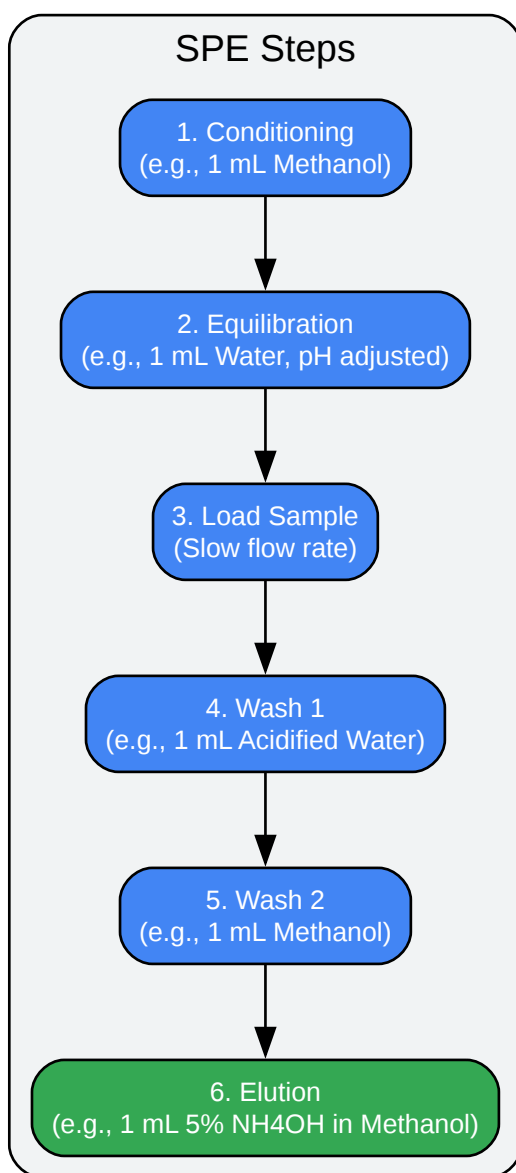 SPE Steps
1. Conditioning
(e.g., 1 mL Methanol)
2. Equilibration
(e.g., 1 mL Water, pH adjusted)
3. Load Sample
(Slow flow rate)
4. Wash 1
(e.g., 1 mL Acidified Water)
5. Wash 2
(e.g., 1 mL Methanol)
6. Elution
(e.g., 1 mL 5% NH4OH in Methanol)